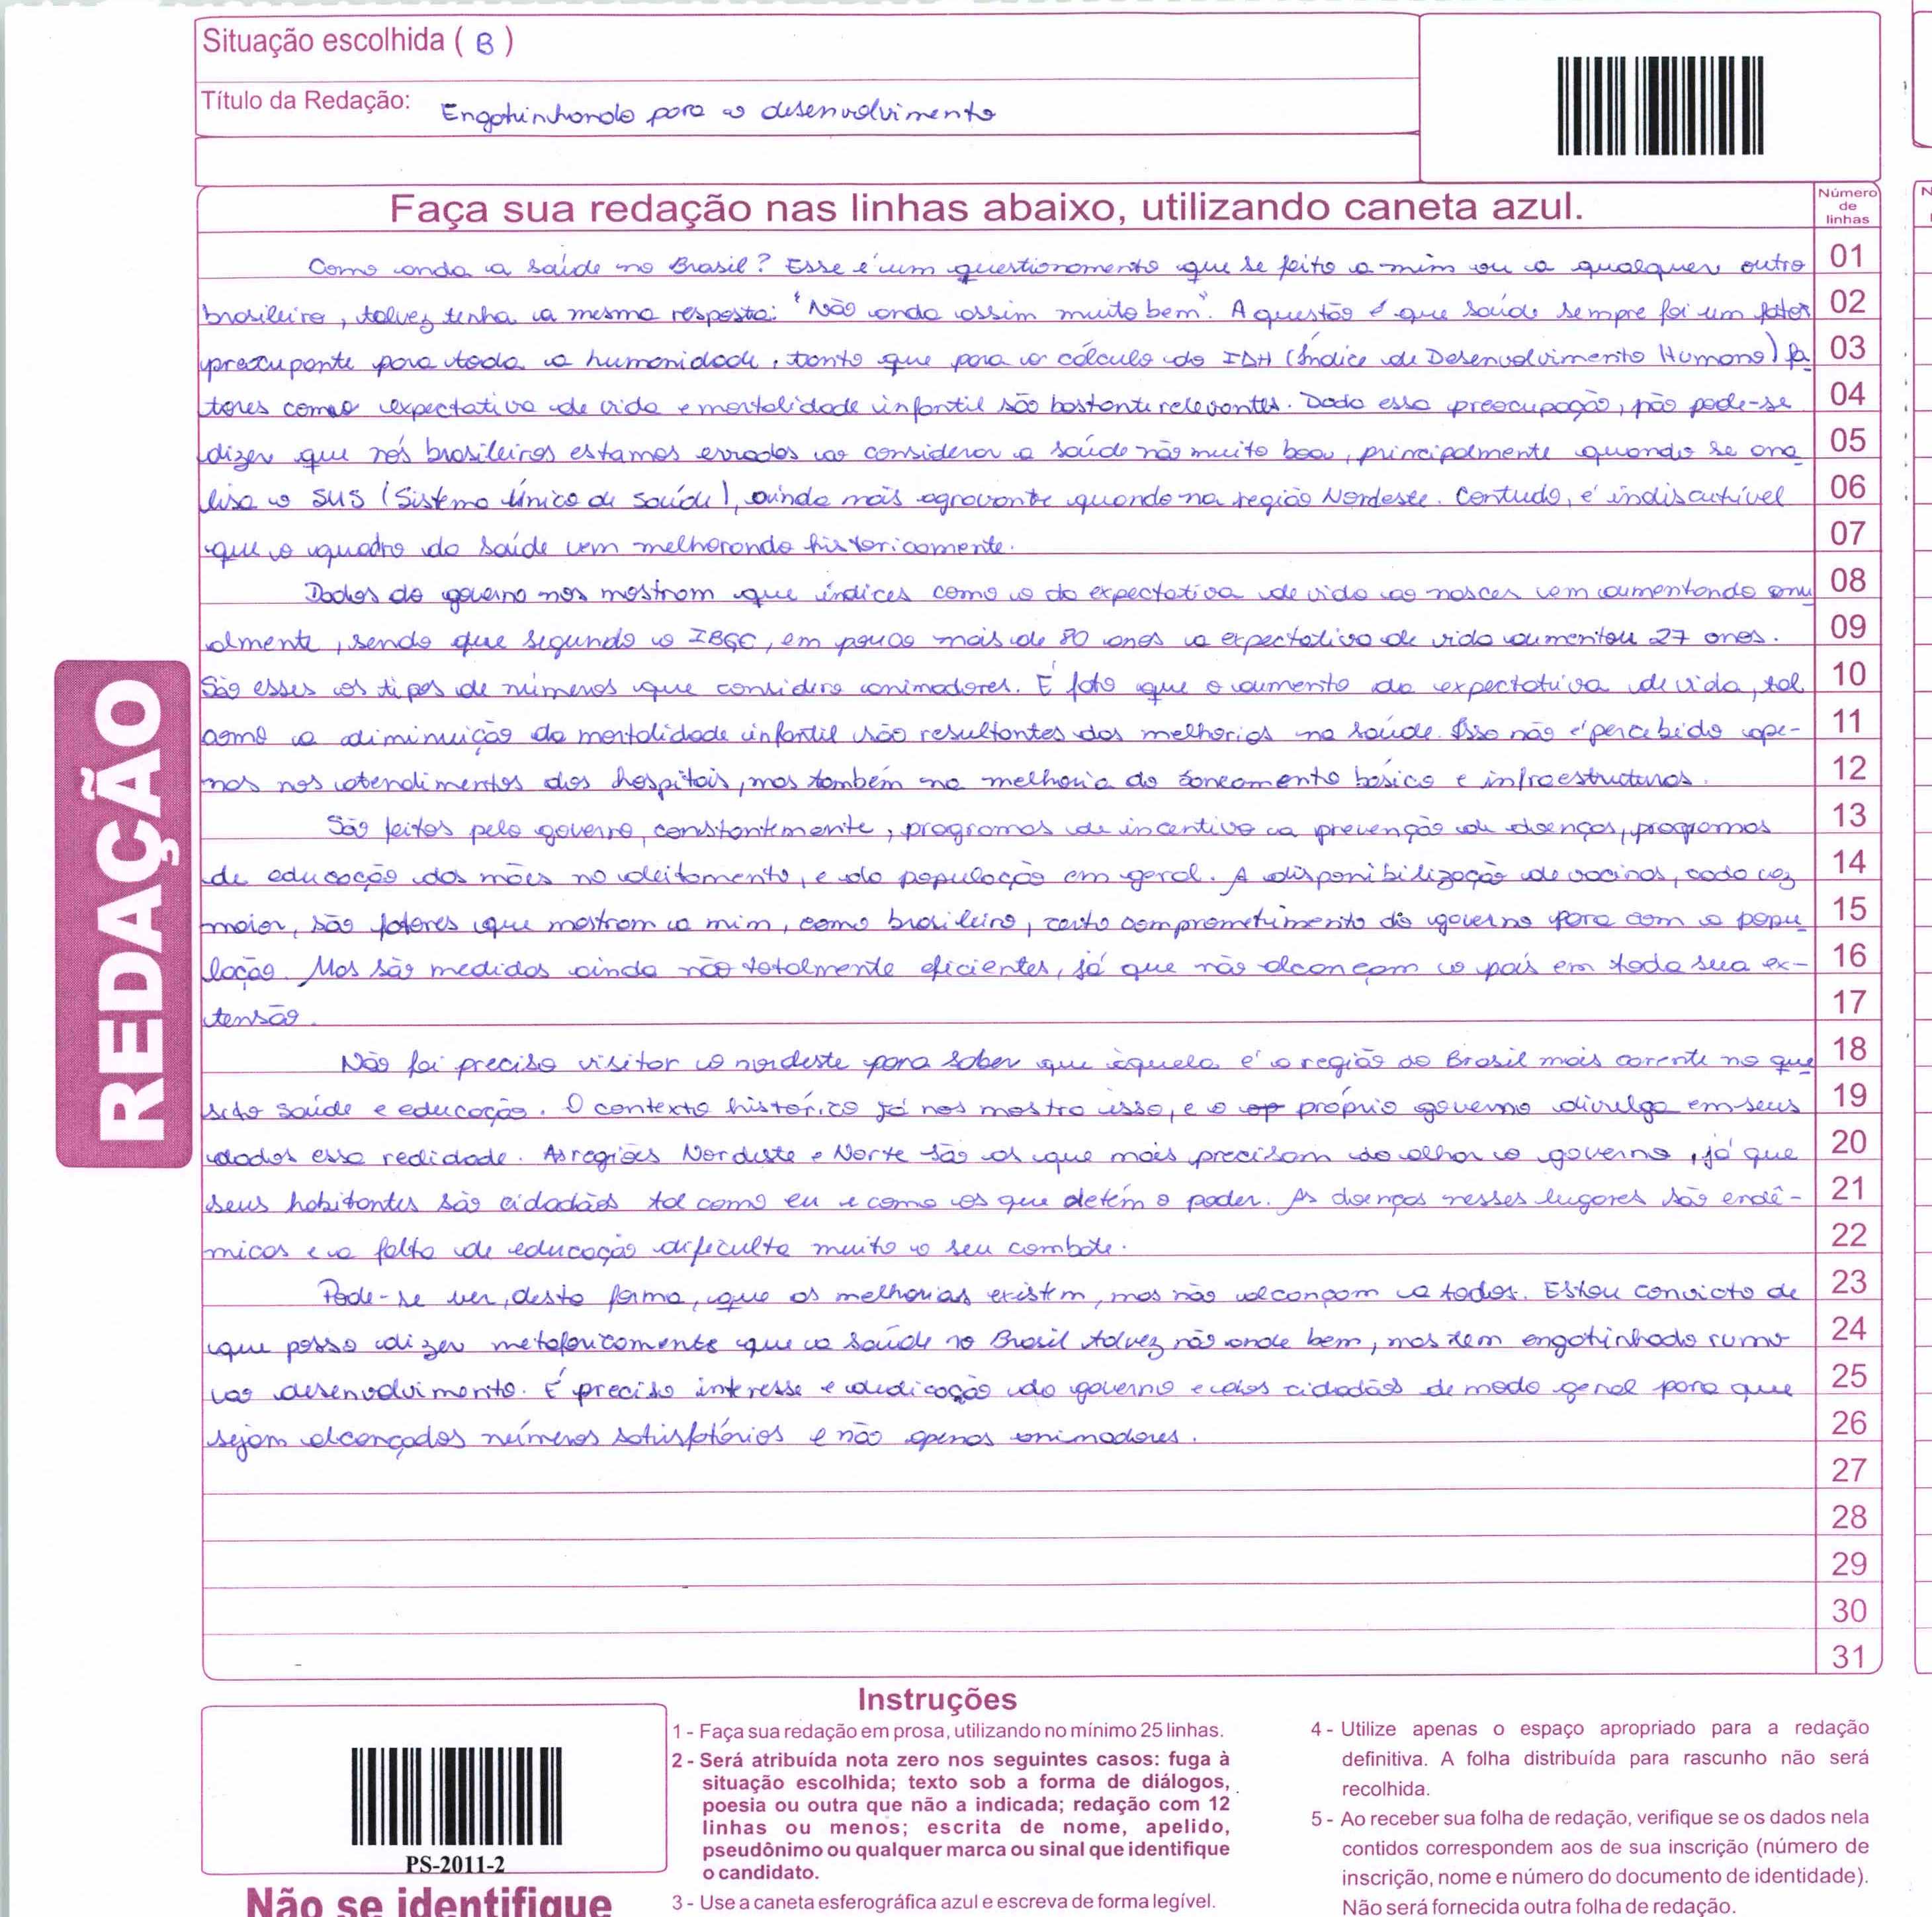 Situação escolhida ( B )
Título da Redação: Engatinhando para o desenvolvimento
Faça sua redação nas linhas abaixo, utilizando caneta azul.
Número de linhas
Como anda a saúde no Brasil? Esse é um questionamento que se feito a mim ou a qualquer outro 01
brasileiro, talvez tenha a mesma resposta: "Não anda assim muito bem". A questão é que saúde sempre foi um fator 02
preocupante para toda a humanidade, tanto que para o cálculo do IDH (Índice de Desenvolvimento Humano) fa 03
tores como expectativa de vida e mortalidade infantil são bastante relevantes. Dada essa preocupação, não pode-se 04
dizer que nós brasileiros estamos errados ao considerar a saúde não muito boa, principalmente quando se ana 05
lisa o SUS (Sistema Único de saúde), ainda mais agravante quando na região Nordeste. Contudo, é indiscutível 06
que o quadro da saúde vem melhorando historicamente. 07
Dados do governo nos mostram que índices como o da expectativa de vida ao nascer vem aumentando anu 08
almente, sendo que segundo o IBGE, em pouco mais de 80 anos a expectativa de vida aumentou 27 anos. 09
São esses os tipos de números que considero animadores. É fato que o aumento da expectativa de vida, tal 10
como a diminuição da mortalidade infantil são resultantes das melhorias na saúde. Isso não é percebido ape- 11
nas nos atendimentos dos hospitais, mas também na melhoria do saneamento básico e infraestruturas. 12
São feitos pelo governo, constantemente, programas de incentivo a prevenção de doenças, programas 13
de educação das mães no aleitamento, e da população em geral. A disponibilização de vacinas, cada vez 14
maior, são fatores que mostram a mim, como brasileiro, certo comprometimento do governo para com a popu 15
lação. Mas são medidas ainda não totalmente eficientes, já que não alcançam o país em toda sua ex- 16
tensão. 17
Não foi preciso visitar o nordeste para saber que àquela é a região do Brasil mais carente no que 18
sito saúde e educação. O contexto histórico já nos mostra isso, e o op próprio governo divulga em seus 19
dados essa realidade. As regiões Nordeste e Norte são as que mais precisam do olhar o governo, já que 20
seus habitantes são cidadãos tal como eu e como os que detém o poder. As doenças nesses lugares são endê- 21
micas e a falta de educação dificulta muito o seu combate. 22
Pode-se ver, desta forma, que as melhorias existem, mas não alcançam a todos. Estou convicto de 23
que posso dizer metaforicamente que a saúde no Brasil talvez não ande bem, mas tem engatinhado rumo 24
ao desenvolvimento. É preciso interesse e dedicação do governo e dos cidadãos de modo geral para que 25
sejam alcançados números satisfatórios e não apenas animadores. 26
27
28
29
30
31
REDAÇÃO
Instruções
1 - Faça sua redação em prosa, utilizando no mínimo 25 linhas.
2 - Será atribuída nota zero nos seguintes casos: fuga à
situação escolhida; texto sob a forma de diálogos,
poesia ou outra que não a indicada; redação com 12
linhas ou menos; escrita de nome, apelido,
pseudônimo ou qualquer marca ou sinal que identifique
o candidato.
3 - Use a caneta esferográfica azul e escreva de forma legível.
4 - Utilize apenas o espaço apropriado para a redação
definitiva. A folha distribuída para rascunho não será
recolhida.
5 - Ao receber sua folha de redação, verifique se os dados nela
contidos correspondem aos de sua inscrição (número de
inscrição, nome e número do documento de identidade).
Não será fornecida outra folha de redação.
PS-2011-2
Não se identifique